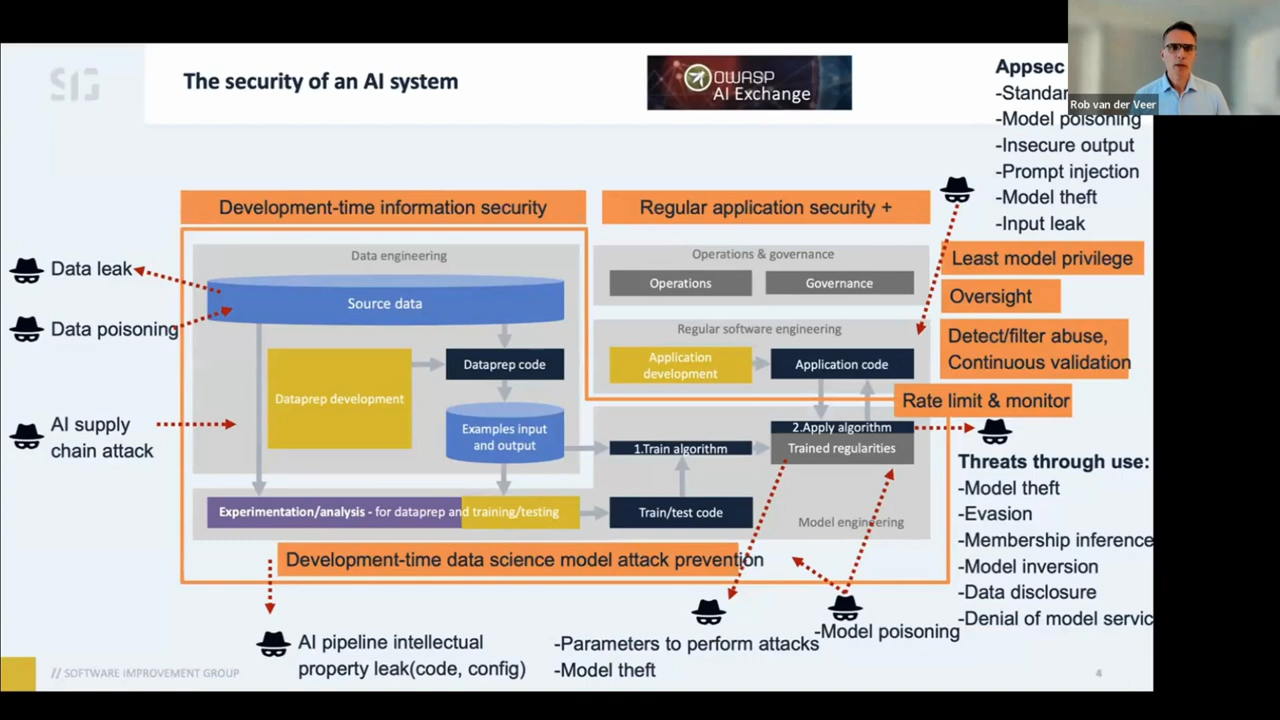 SIG
The security of an AI system
OWASP
AI Exchange
Rob van der Veer
Appsec
-Standar
-Model poisoning
-Insecure output
-Prompt injection
-Model theft
-Input leak
Development-time information security
Regular application security +
Data engineering
Operations & governance
Data leak
Source data
Operations
Governance
Least model privilege
Oversight
Data poisoning
Regular software engineering
Detect/filter abuse,
Continuous validation
Dataprep code
Application
development
Application code
Dataprep development
Rate limit & monitor
AI supply
chain attack
Examples input
and output
2.Apply algorithm
1.Train algorithm
Trained regularities
Threats through use:
-Model theft
-Evasion
-Membership inference
-Model inversion
-Data disclosure
-Denial of model servic
Experimentation/analysis - for dataprep and training/testing
Train/test code
Model engineering
Development-time data science model attack prevention
AI pipeline intellectual
property leak(code, config)
-Parameters to perform attacks
-Model theft
-Model poisoning
// SOFTWARE IMPROVEMENT GROUP
4